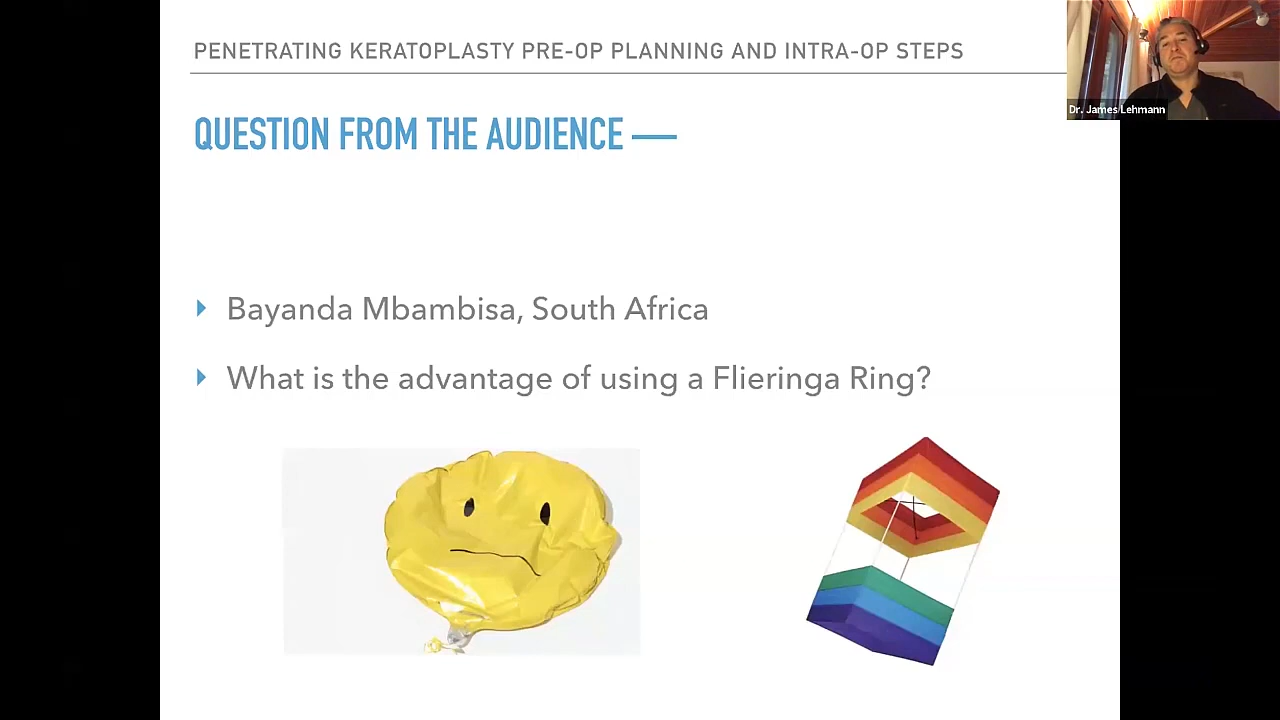 PENETRATING KERATOPLASTY PRE-OP PLANNING AND INTRA-OP STEPS
Dr. James Lehmann
QUESTION FROM THE AUDIENCE —
Bayanda Mbambisa, South Africa
What is the advantage of using a Flieringa Ring?